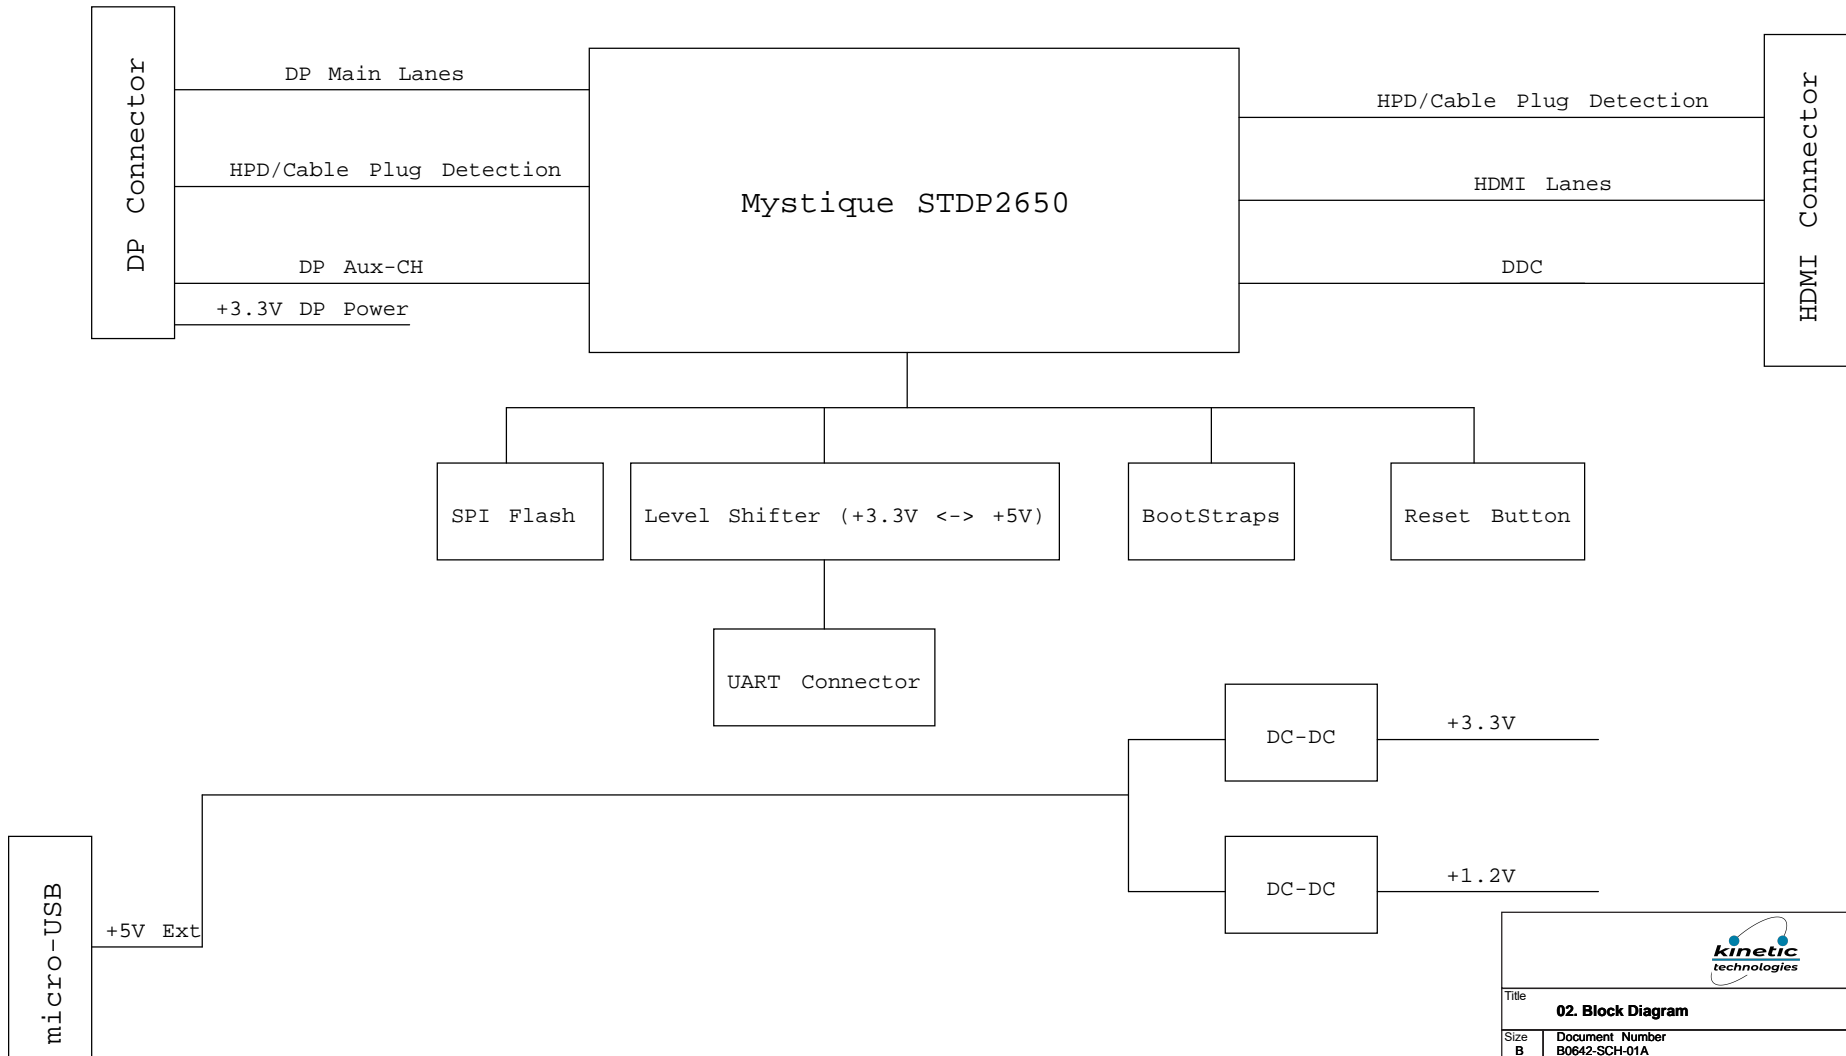 DP Connector
DP Main Lanes
HPD/Cable Plug Detection
DP Aux-CH
+3.3V DP Power
Mystique STDP2650
HPD/Cable Plug Detection
HDMI Lanes
DDC
HDMI Connector
SPI Flash
Level Shifter (+3.3V <-> +5V)
BootStraps
Reset Button
UART Connector
DC-DC
+3.3V
DC-DC
+1.2V
micro-USB
+5V Ext
kinetic
technologies
Title
02. Block Diagram
Size
Document Number
B
B0642-SCH-01A